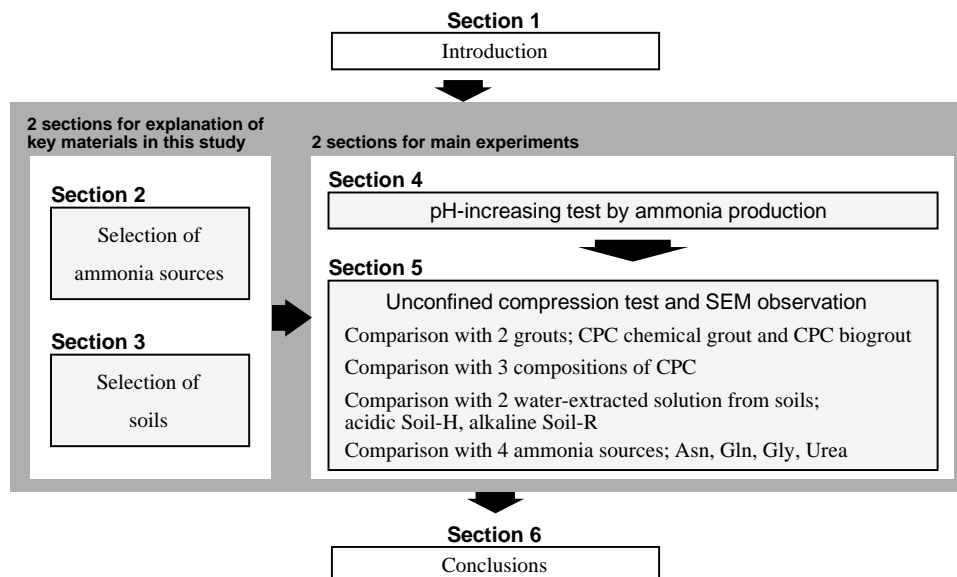 Section 1
Introduction
2 sections for explanation of
key materials in this study
Section 2
Selection of
ammonia sources
Section 3
Selection of
soils
2 sections for main experiments
Section 4
pH-increasing test by ammonia production
Section 5
Unconfined compression test and SEM observation
Comparison with 2 grouts; CPC chemical grout and CPC biogrout
Comparison with 3 compositions of CPC
Comparison with 2 water-extracted solution from soils;
acidic Soil-H, alkaline Soil-R
Comparison with 4 ammonia sources; Asn, Gln, Gly, Urea
Section 6
Conclusions